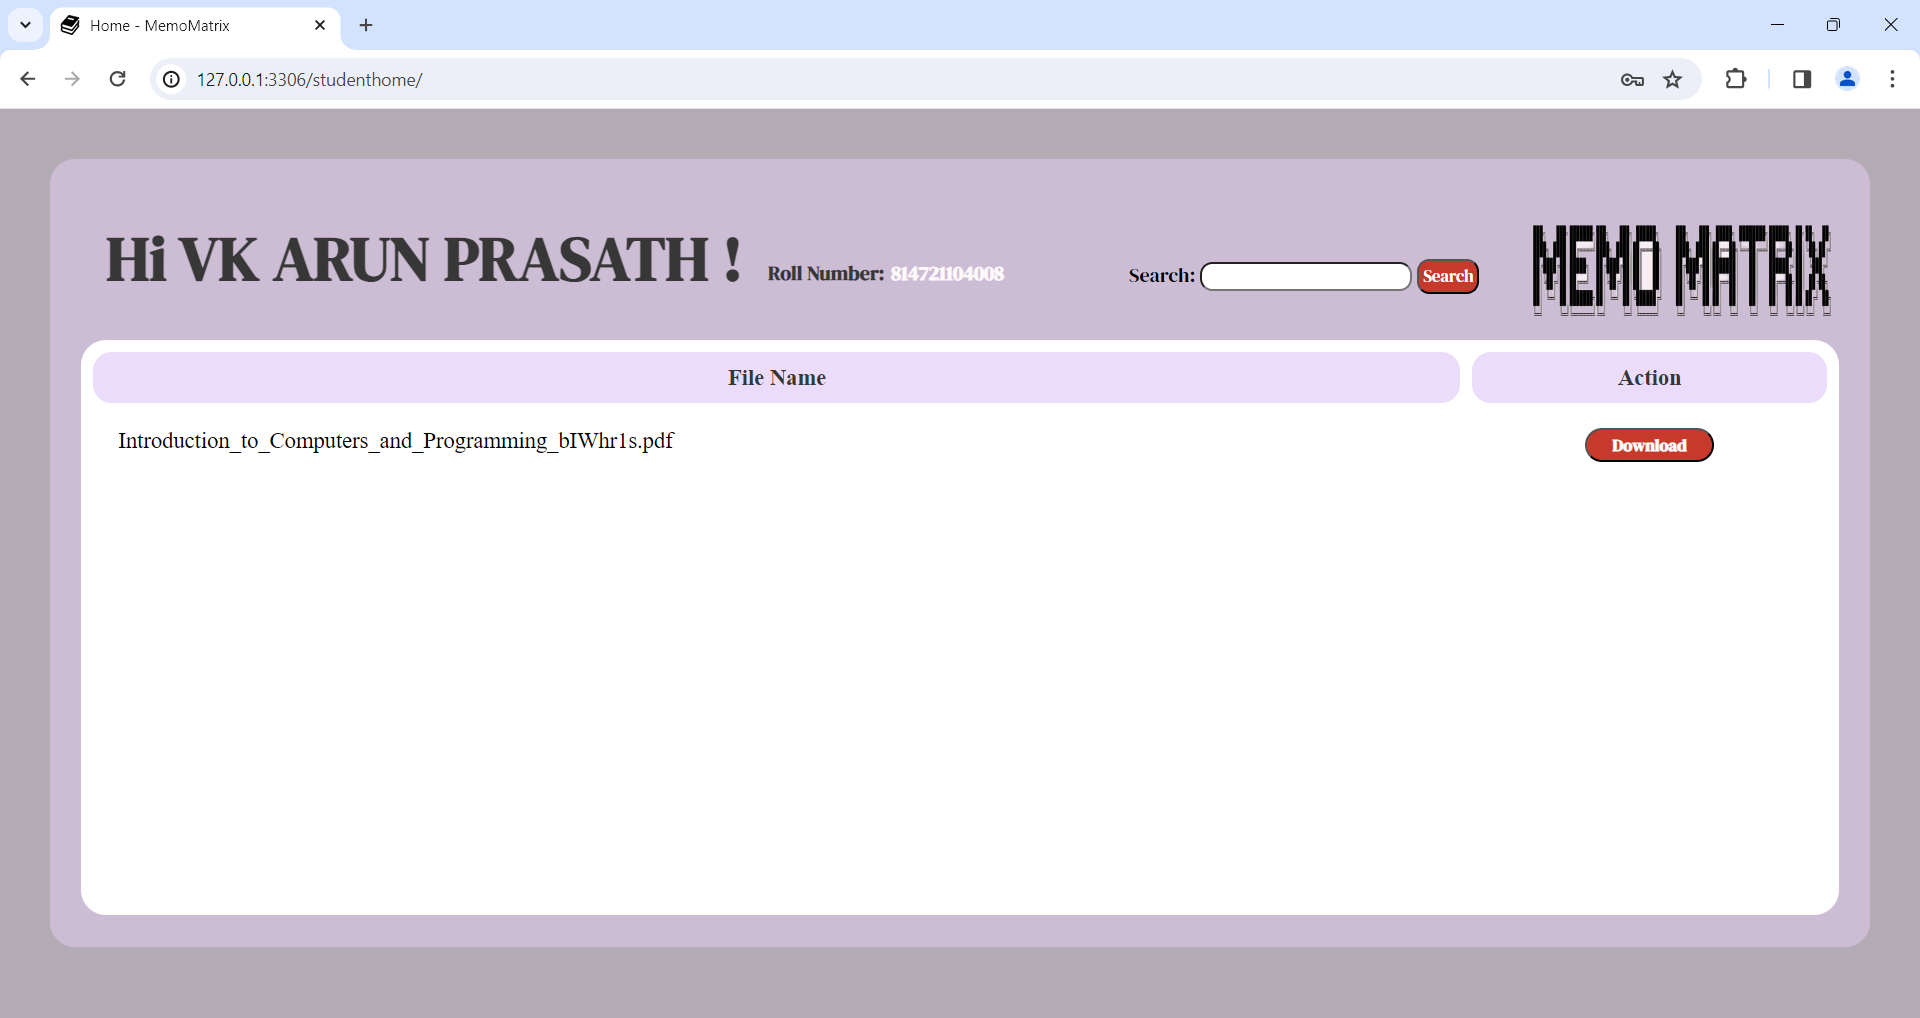 Home - MemoMatrix
127.0.0.1:3306/studenthome/
Hi VK ARUN PRASATH ! Roll Number: 814721104008 Search: Search MEMO MATRIX
File Name Action
Introduction_to_Computers_and_Programming_bIWhr1s.pdf Download